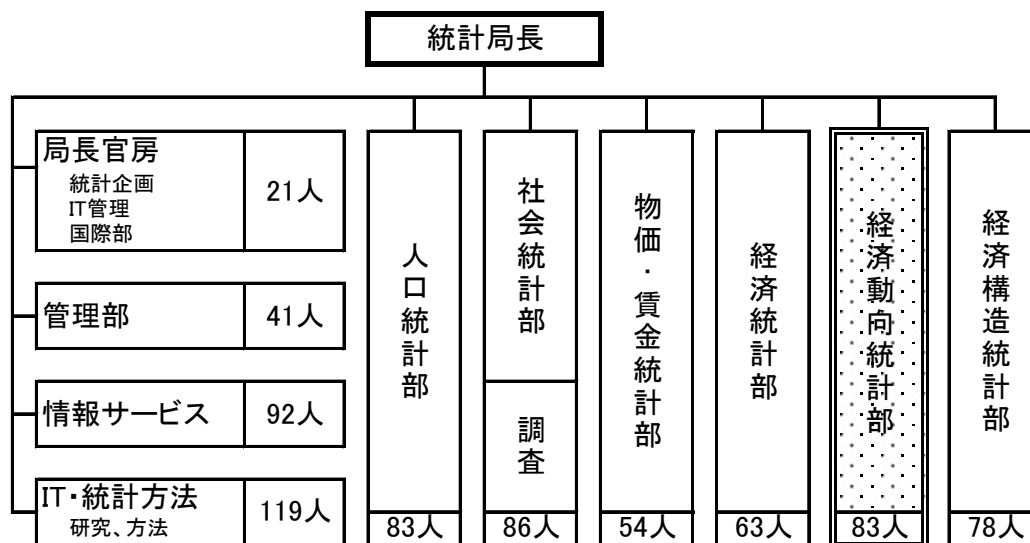 統計局長
局長官房
統計企画
IT管理
国際部
21人
管理部
41人
情報サービス
92人
IT・統計方法
研究、方法
119人
人口統計部
83人
社会統計部
調査
86人
物価・賃金統計部
54人
経済統計部
63人
経済動向統計部
83人
経済構造統計部
78人